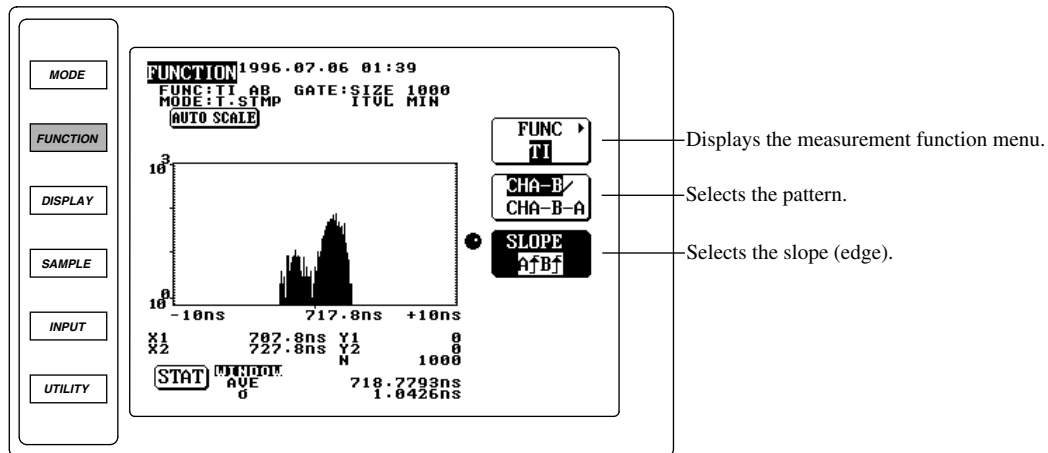 MODE
FUNCTION
DISPLAY
SAMPLE
INPUT
UTILITY
FUNCTION 1996.07.06 01:39
FUNC:TI AB GATE:SIZE 1000
MODE:T.STMP ITVL MIN
AUTO SCALE
10³
10⁰
-10ns 717.8ns +10ns
X1 707.8ns Y1 0
X2 727.8ns Y2 0
N 1000
STAT WINDOW
AVE 718.7793ns
σ 1.0426ns
FUNC
TI
CHA-B/
CHA-B-A
SLOPE
A↑B↑
Displays the measurement function menu.
Selects the pattern.
Selects the slope (edge).